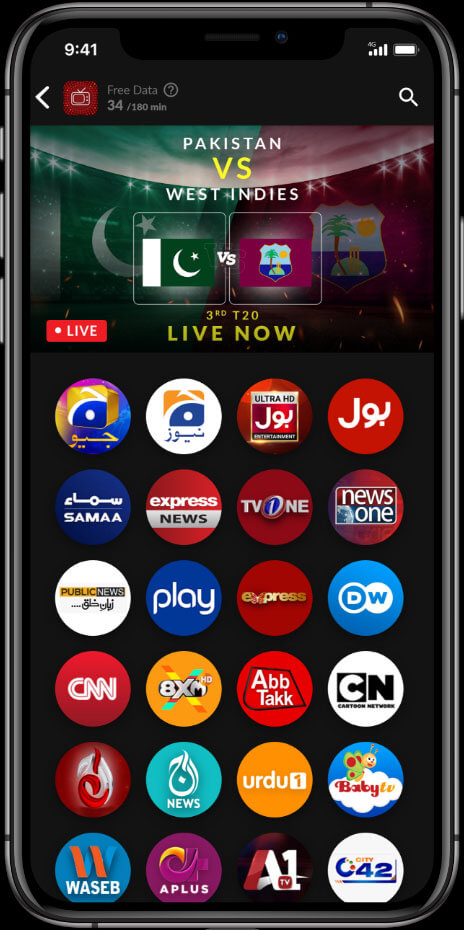 9:41
4G
Free Data ?
34 /180 min
PAKISTAN
VS
WEST INDIES
vs
3RD T20
LIVE NOW
LIVE
جیو
نیوز
ULTRA HD
بول
ENTERTAINMENT
بول
سماء
SAMAA
express
NEWS
TV ONE
news
one
PUBLIC NEWS
زبانِ خلق....
play
express
DW
CNN
8XM HD
Abb
Takk
CN
CARTOON NETWORK
NEWS
urdu1
Babytv
WASEB
APLUS
A1
TV
CITY
42